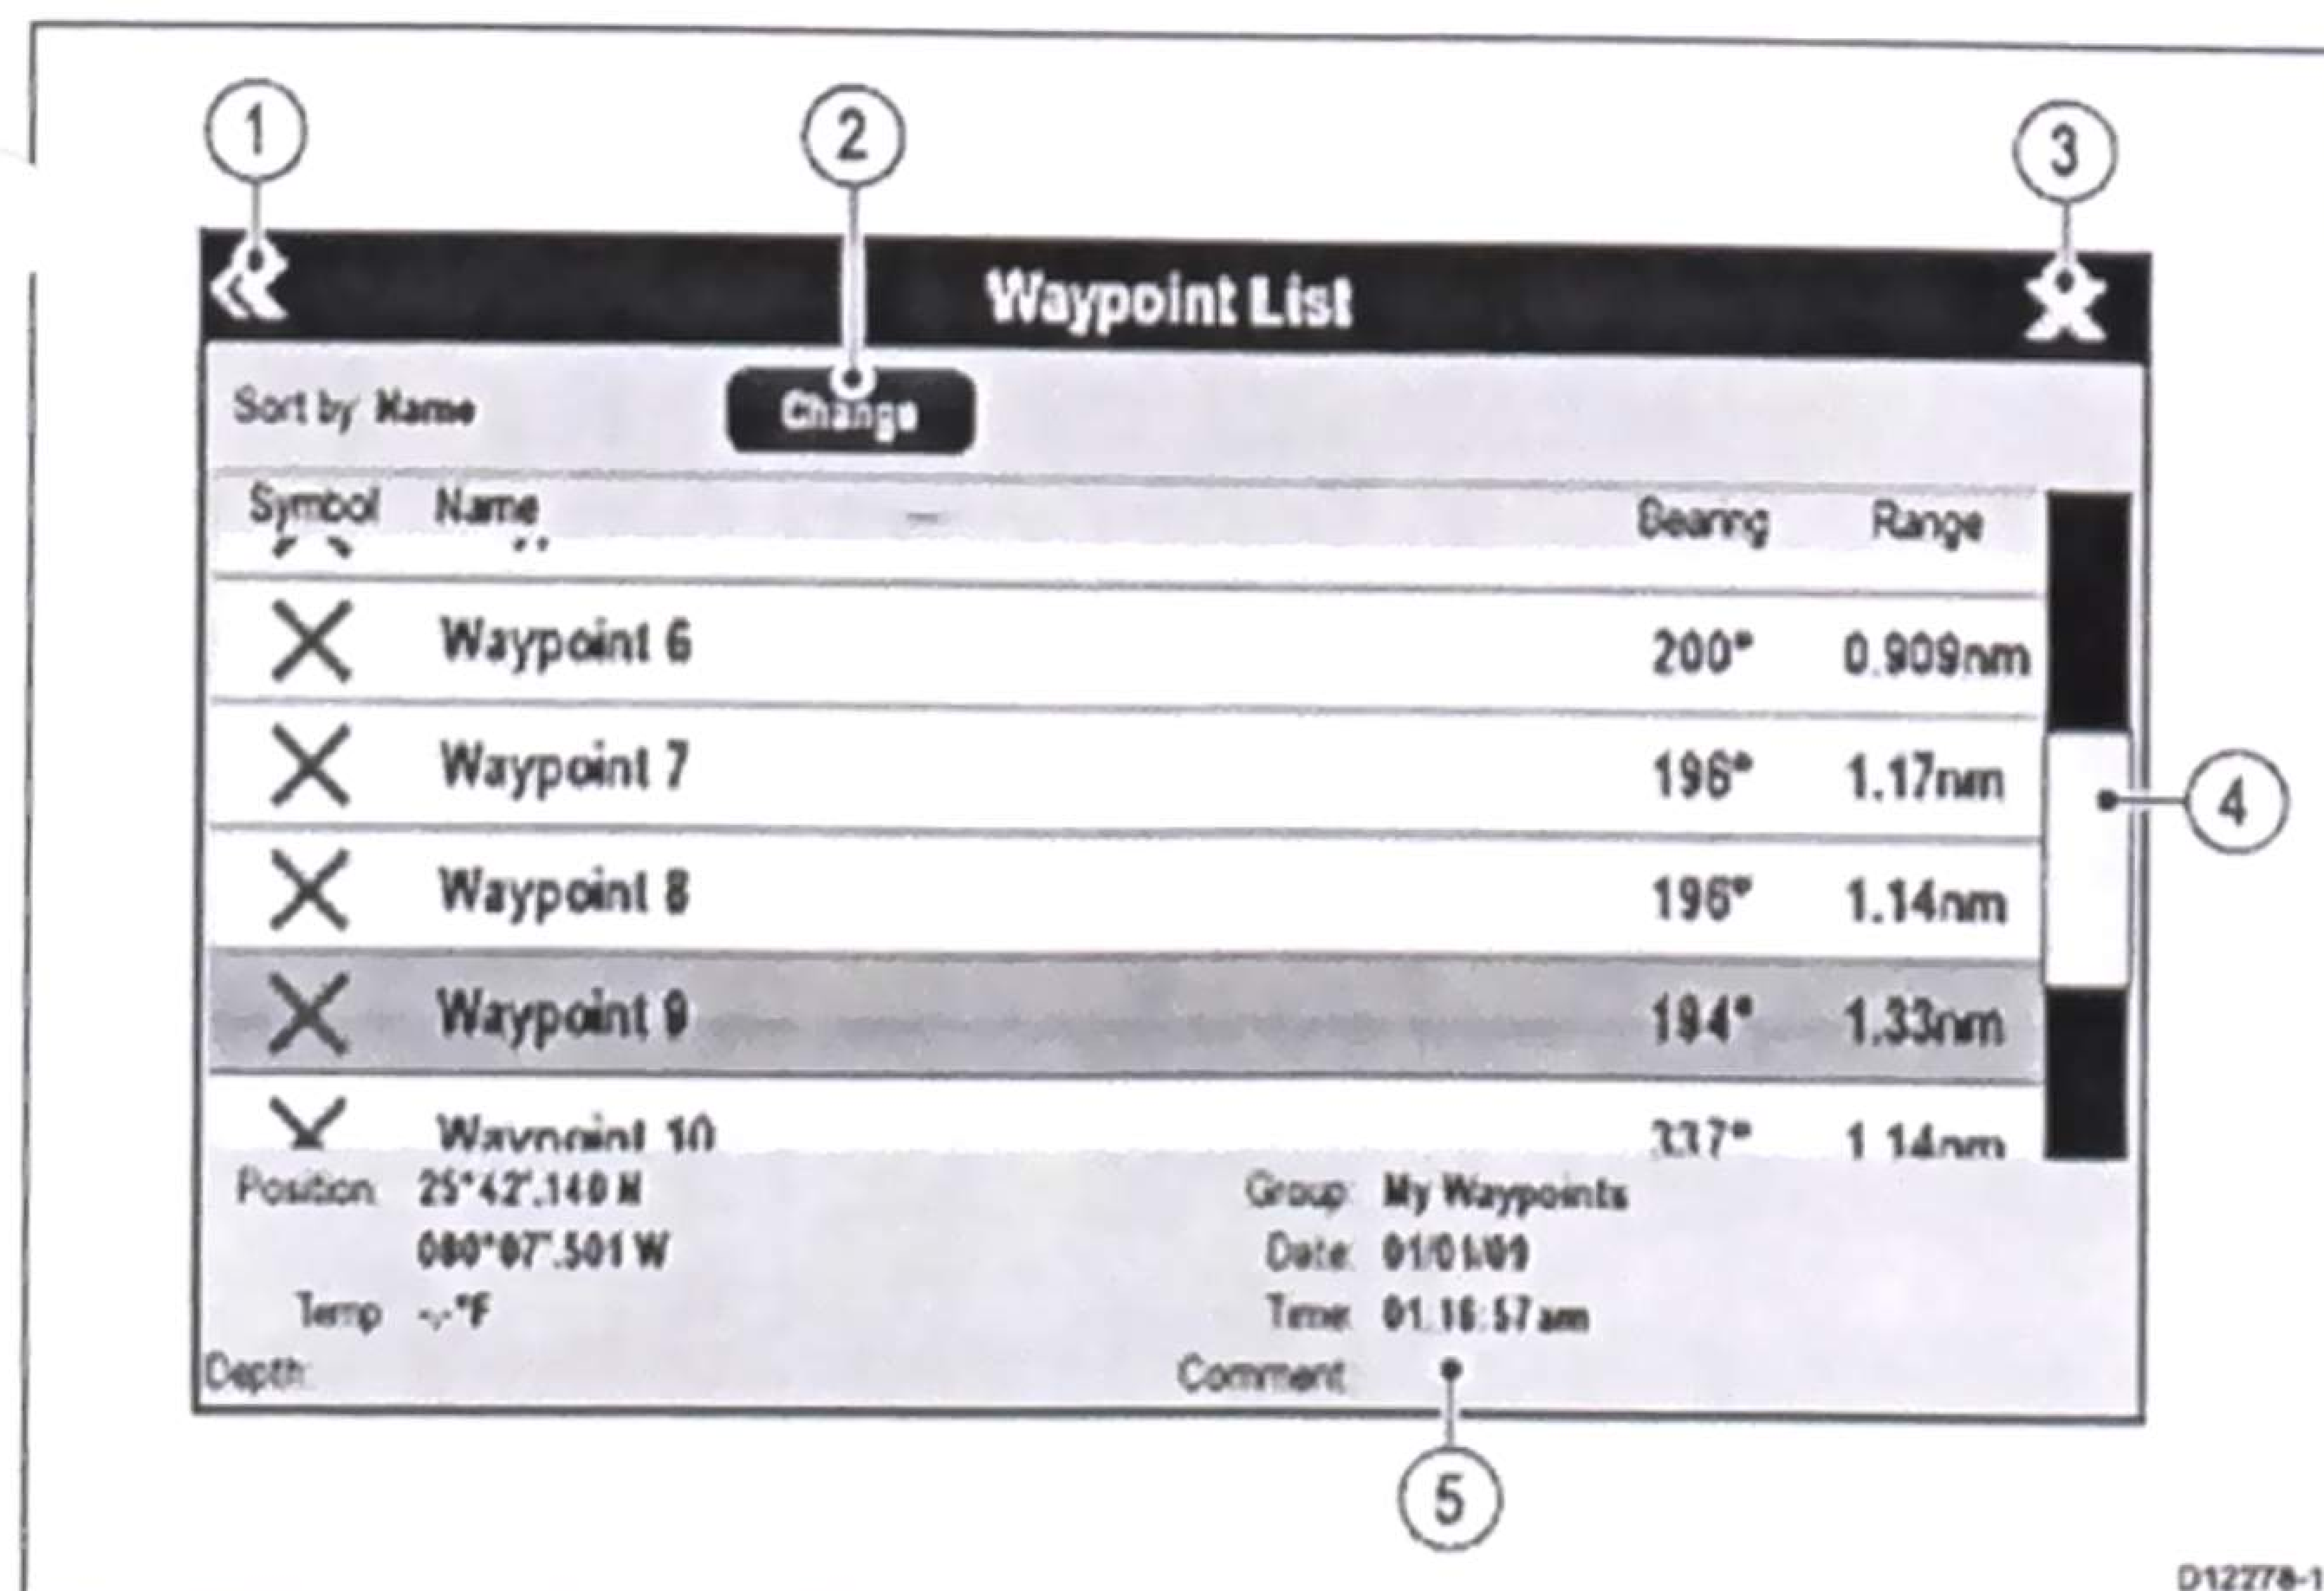 1 2 3
Waypoint List
Sort by Name Change
Symbol Name Bearing Range
Waypoint 6 200° 0.909nm
Waypoint 7 196° 1.17nm
Waypoint 8 196° 1.14nm
4
Waypoint 9 194° 1.33nm
Waypoint 10 337° 1.14nm
Position 25°42'.140 N Group: My Waypoints
080°07'.501 W Date: 01/01/09
Temp -.-°F Time: 01:16:57am
Depth: Comment
5
D12278-1